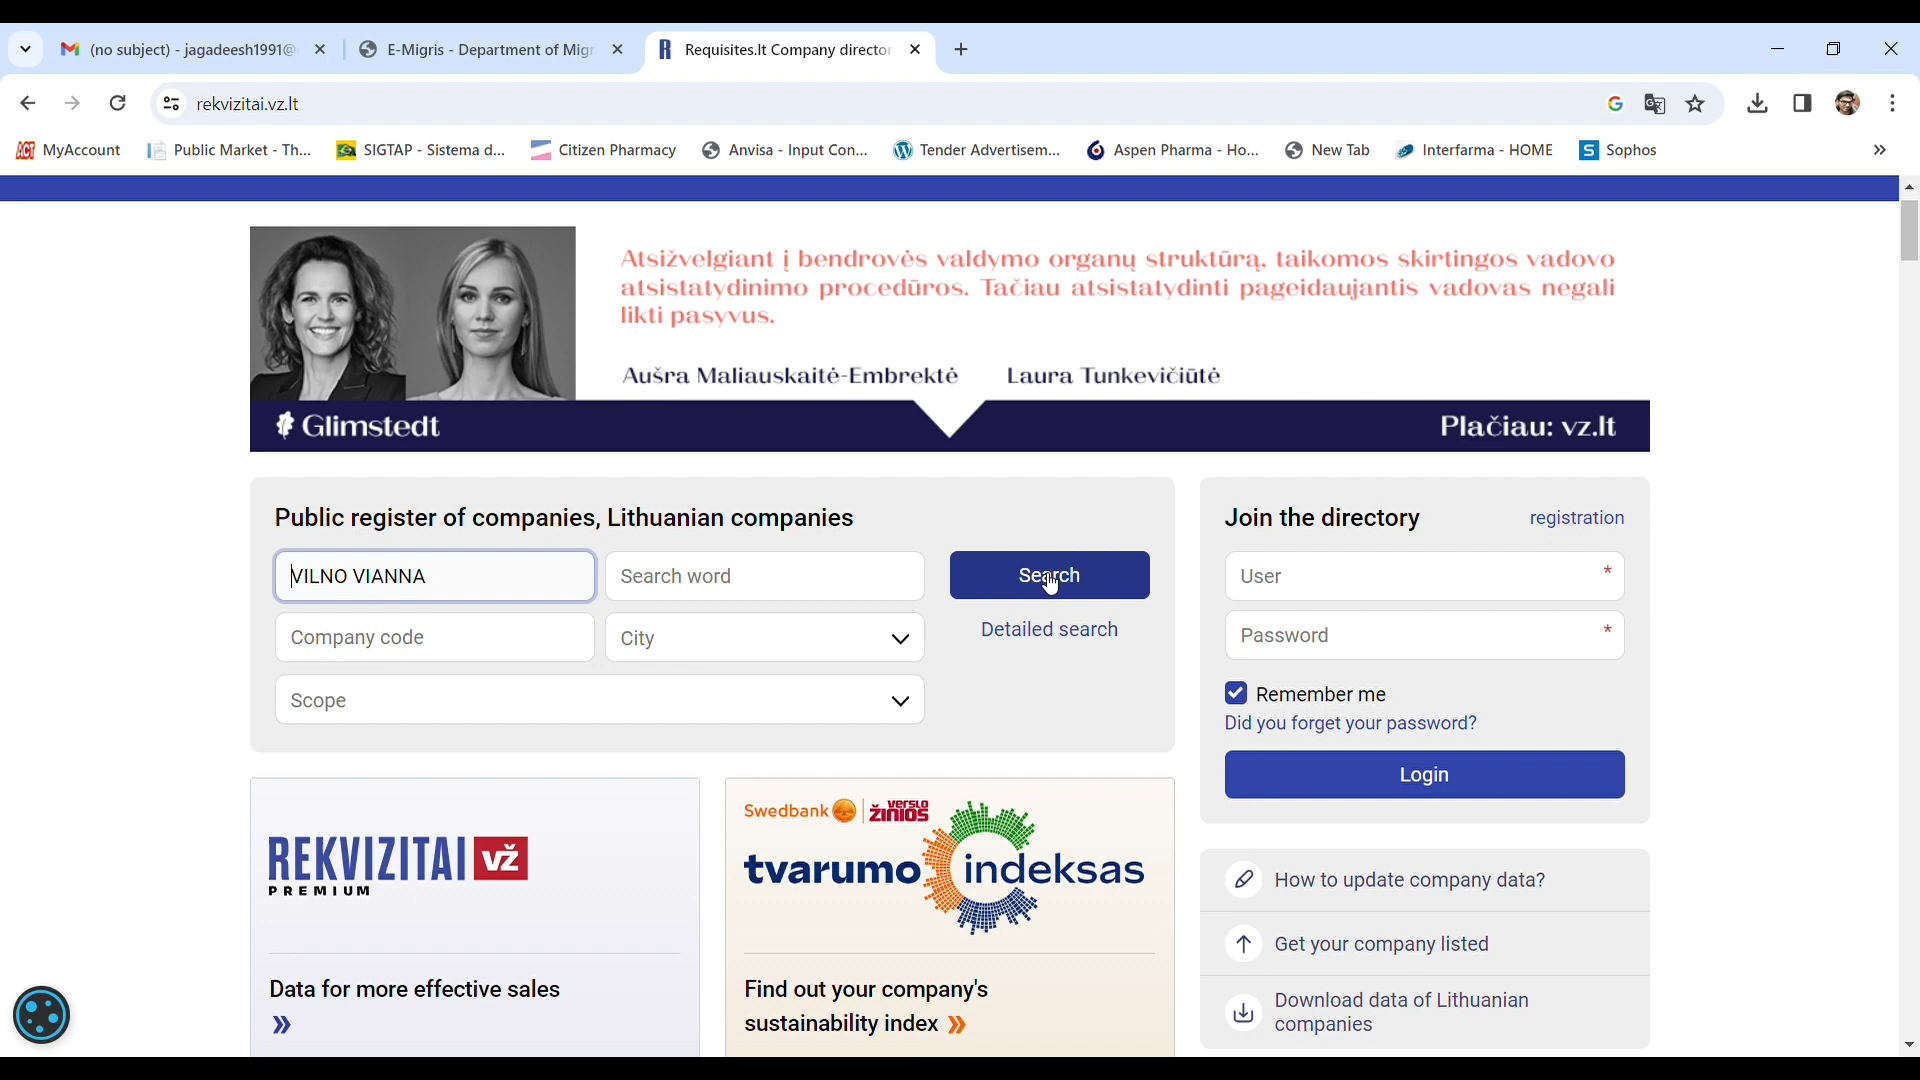 (no subject) - jagadeesh1991@
E-Migris - Department of Migr
Requisites.lt Company director
rekvizitai.vz.lt
MyAccount
Public Market - Th...
SIGTAP - Sistema d...
Citizen Pharmacy
Anvisa - Input Con...
Tender Advertisem...
Aspen Pharma - Ho...
New Tab
Interfarma - HOME
Sophos
Atsižvelgiant į bendrovės valdymo organų struktūrą, taikomos skirtingos vadovo
atsistatydinimo procedūros. Tačiau atsistatydinti pageidaujantis vadovas negali
likti pasyvus.
Aušra Maliauskaitė-Embrektė Laura Tunkevičiūtė
Glimstedt
Plačiau: vz.lt
Public register of companies, Lithuanian companies
VILNO VIANNA
Search word
Search
Company code
City
Detailed search
Scope
Join the directory
registration
User *
Password *
Remember me
Did you forget your password?
Login
REKVIZITAI vž
PREMIUM
Data for more effective sales
»
Swedbank
verslo
žinios
tvarumo indeksas
Find out your company's
sustainability index »
How to update company data?
Get your company listed
Download data of Lithuanian
companies